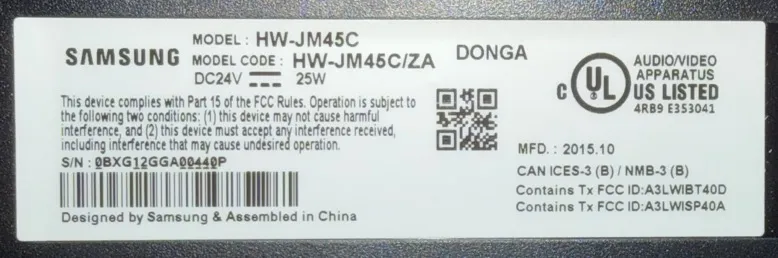 SAMSUNG
MODEL : HW-JM45C
MODEL CODE : HW-JM45C/ZA
DC24V 25W
DONGA
This device complies with Part 15 of the FCC Rules. Operation is subject to
the following two conditions: (1) this device may not cause harmful
interference, and (2) this device must accept any interference received,
including interference that may cause undesired operation.
S/N : 0BXG12GGA00440P
Designed by Samsung & Assembled in China
C UL US LISTED
AUDIO/VIDEO
APPARATUS
4RB9 E353041
MFD. : 2015.10
CAN ICES-3 (B) / NMB-3 (B)
Contains Tx FCC ID:A3LWIBT40D
Contains Tx FCC ID:A3LWISP40A